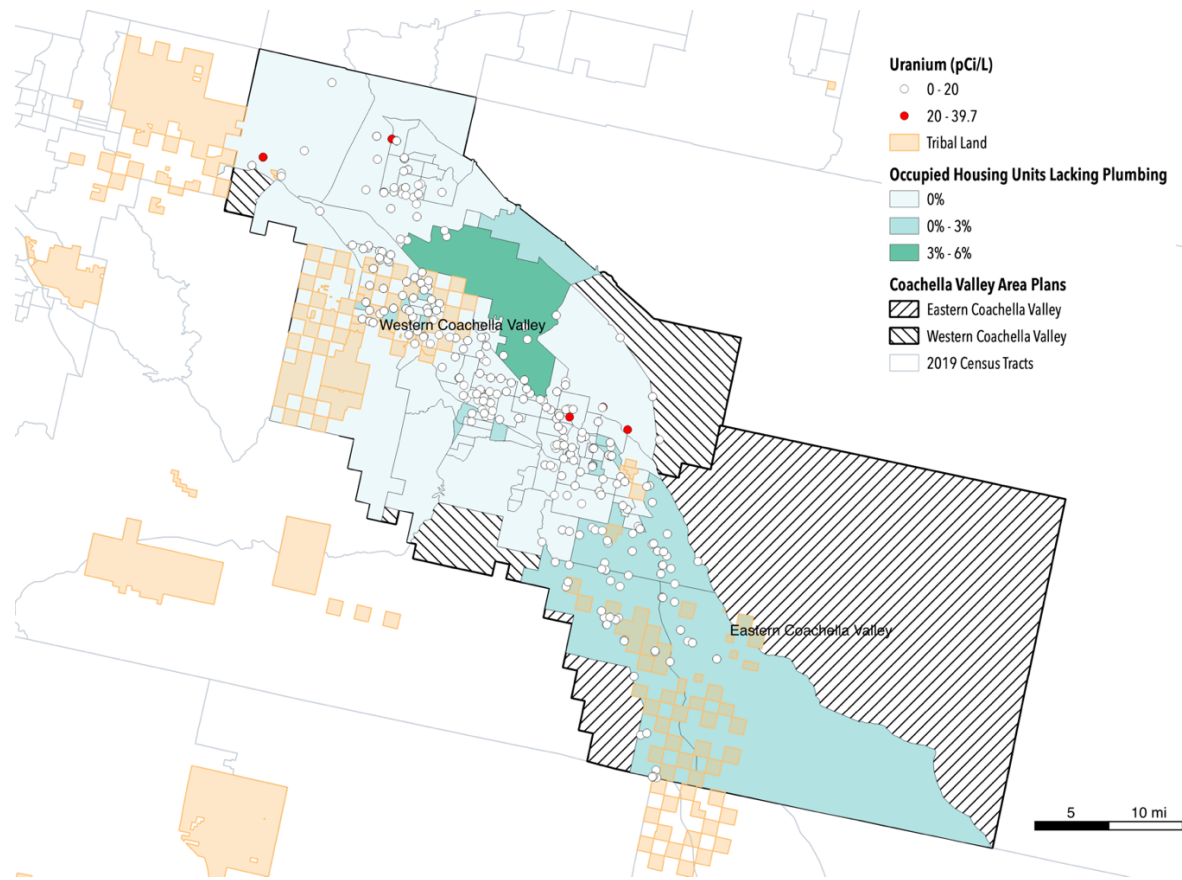 Uranium (pCi/L)
0 - 20
20 - 39.7
Tribal Land
Occupied Housing Units Lacking Plumbing
0%
0% - 3%
3% - 6%
Coachella Valley Area Plans
Eastern Coachella Valley
Western Coachella Valley
2019 Census Tracts
Western Coachella Valley
Eastern Coachella Valley
5 10 mi